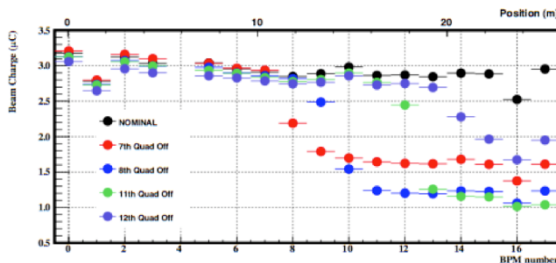 Position (m)
0 10 20
Beam Charge (μC)
3.5
3.0
2.5
2.0
1.5
1.0
0.5
NOMINAL
7th Quad Off
8th Quad Off
11th Quad Off
12th Quad Off
0 2 4 6 8 10 12 14 16
BPM number